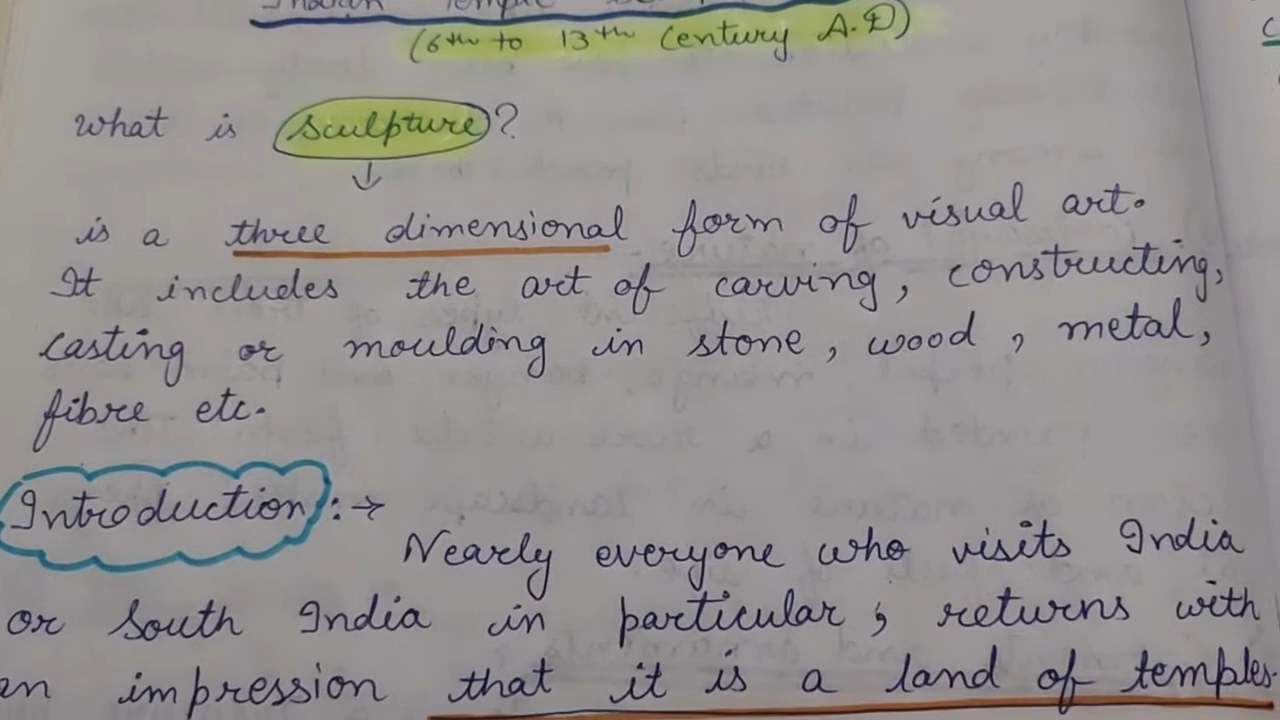 Indian Temple
(6th to 13th Century A.D)
What is sculpture?
↓
is a three dimensional form of visual art.
It includes the art of carving, constructing,
casting or moulding in stone, wood, metal,
fibre etc.
Introduction :→
Nearly everyone who visits India
or South India in particular, returns with
an impression that it is a land of temples.